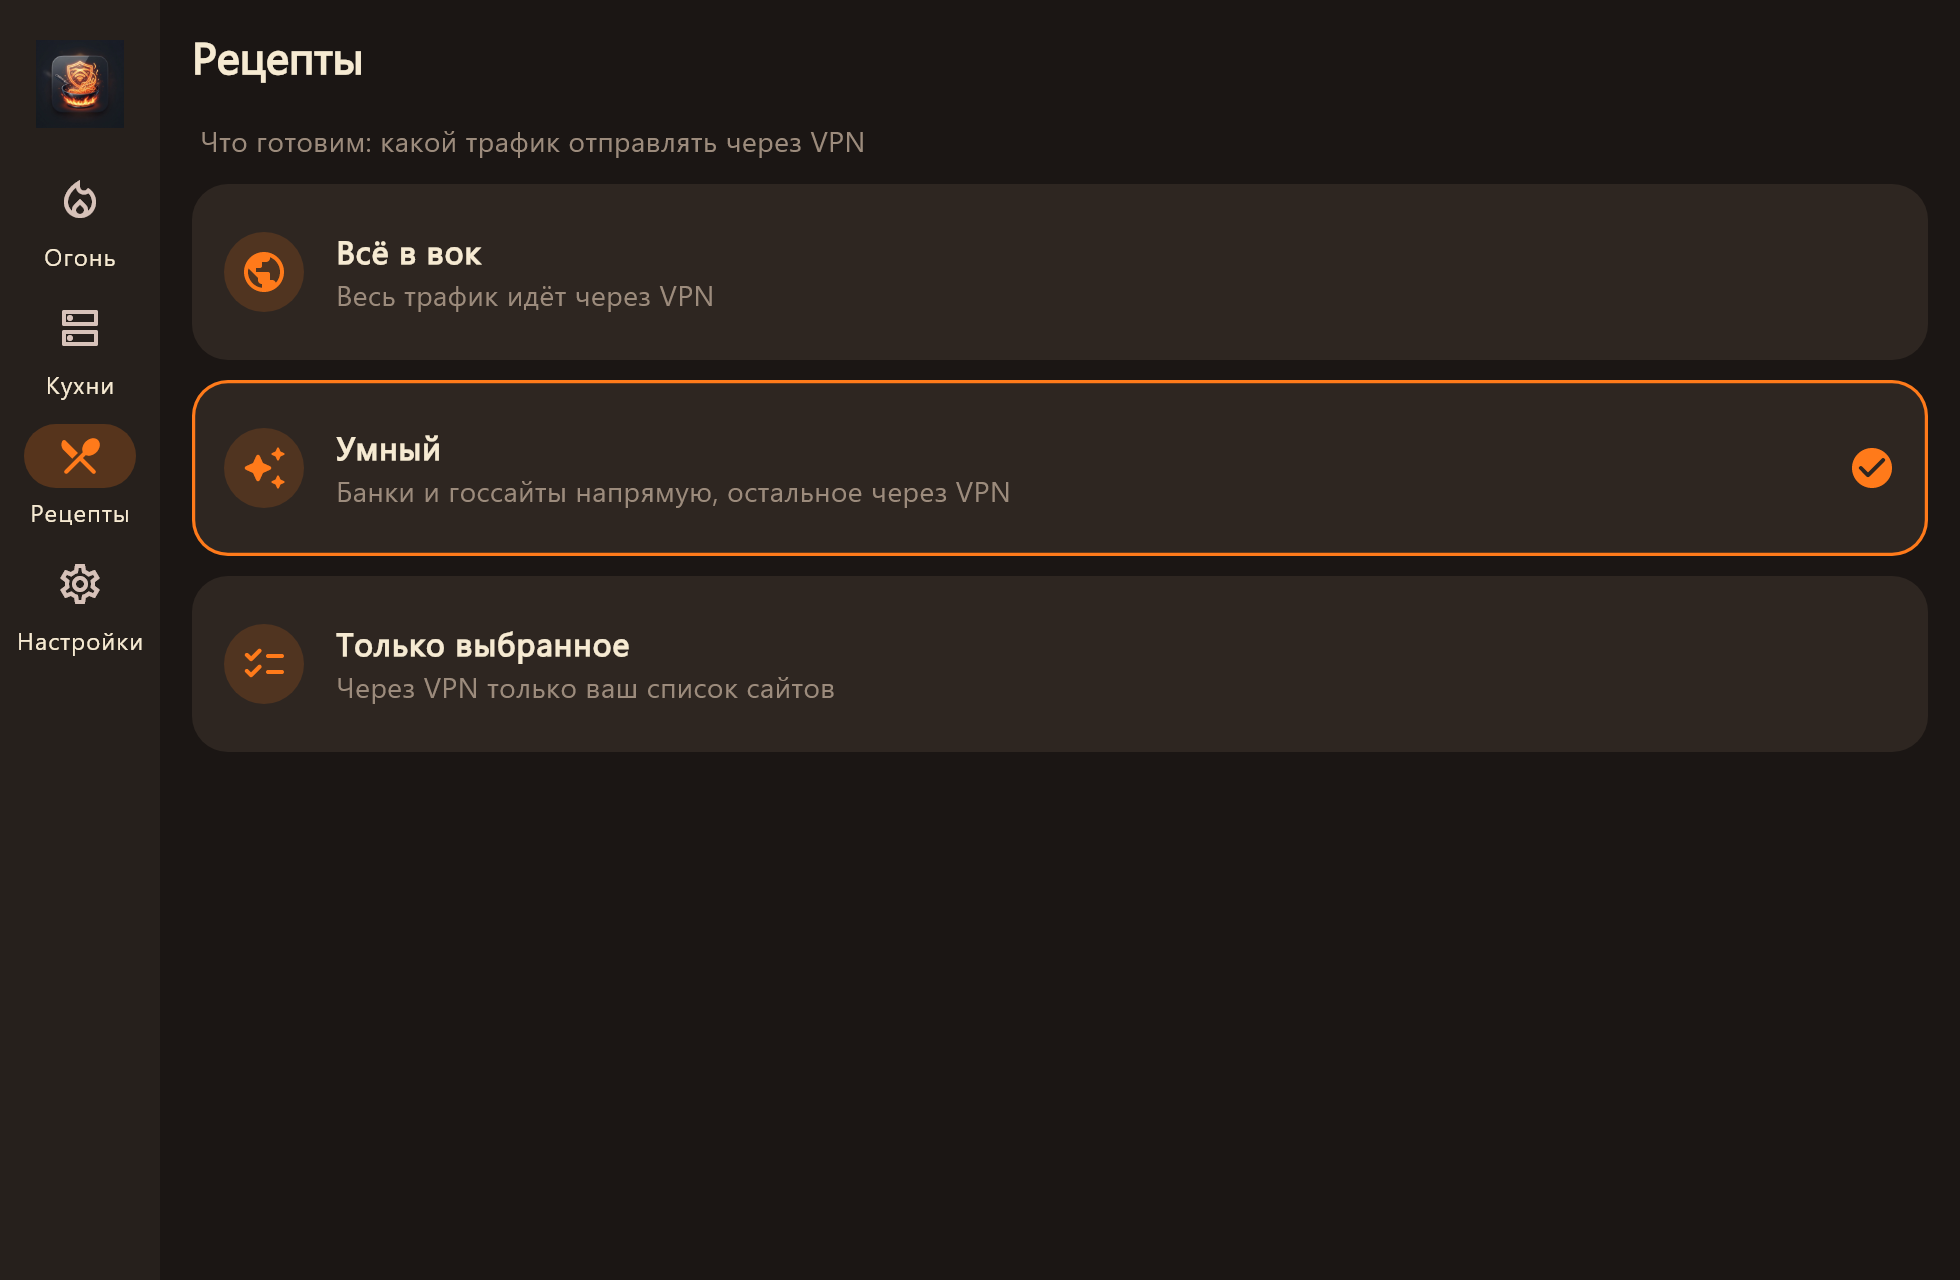 Рецепты
Что готовим: какой трафик отправлять через VPN
Всё в вок
Весь трафик идёт через VPN
Умный
Банки и госсайты напрямую, остальное через VPN
Только выбранное
Через VPN только ваш список сайтов
Огонь
Кухни
Рецепты
Настройки